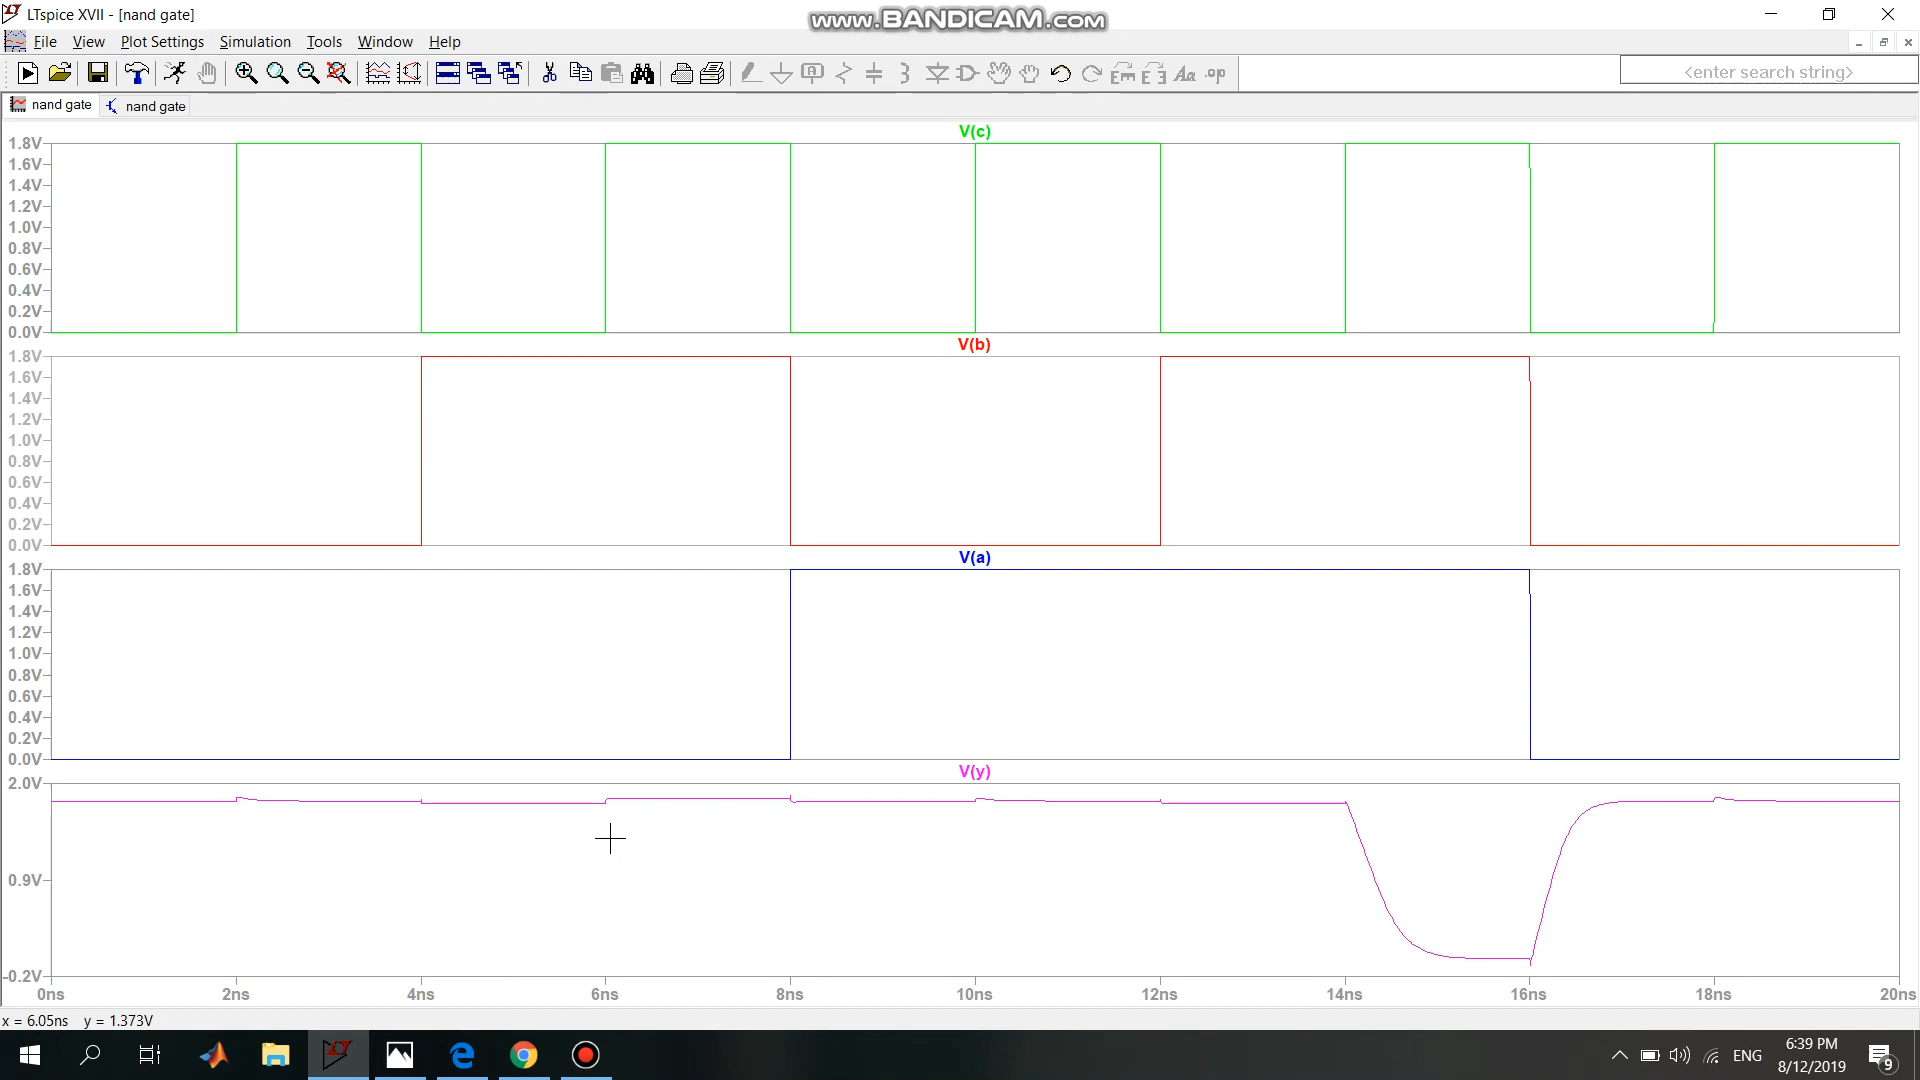 LTspice XVII - [nand gate]
www.BANDICAM.com
File View Plot Settings Simulation Tools Window Help
<enter search string>
nand gate nand gate
V(c)
1.8V
1.6V
1.4V
1.2V
1.0V
0.8V
0.6V
0.4V
0.2V
0.0V
V(b)
1.8V
1.6V
1.4V
1.2V
1.0V
0.8V
0.6V
0.4V
0.2V
0.0V
V(a)
1.8V
1.6V
1.4V
1.2V
1.0V
0.8V
0.6V
0.4V
0.2V
0.0V
V(y)
2.0V
0.9V
-0.2V
0ns 2ns 4ns 6ns 8ns 10ns 12ns 14ns 16ns 18ns 20ns
x = 6.05ns y = 1.373V
ENG
6:39 PM
8/12/2019
9